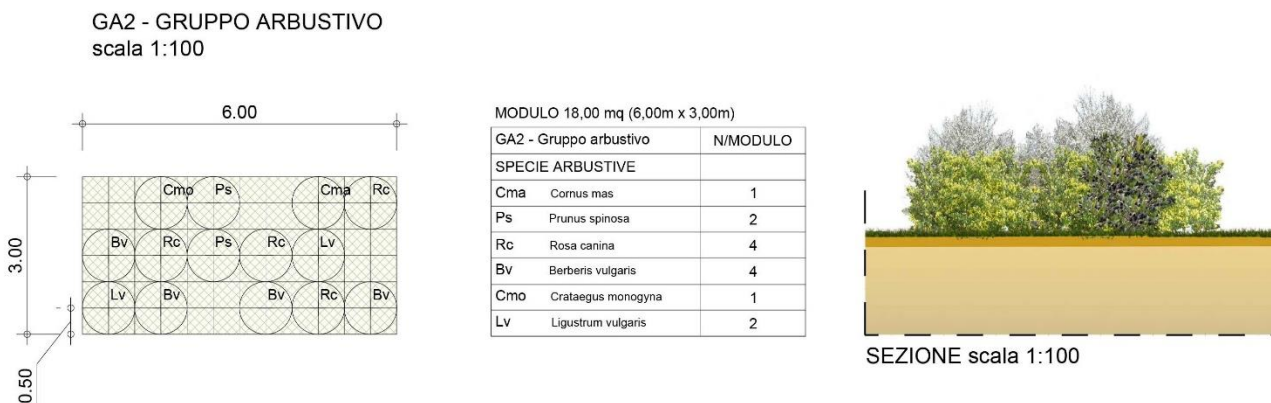 GA2 - GRUPPO ARBUSTIVO
scala 1:100
6.00
3.00
0.50
Cmo Ps Cma Rc
Bv Rc Ps Rc Lv
Lv Bv Bv Rc Bv
MODULO 18,00 mq (6,00m x 3,00m)
GA2 - Gruppo arbustivo N/MODULO
SPECIE ARBUSTIVE
Cma Cornus mas 1
Ps Prunus spinosa 2
Rc Rosa canina 4
Bv Berberis vulgaris 4
Cmo Crataegus monogyna 1
Lv Ligustrum vulgaris 2
SEZIONE scala 1:100